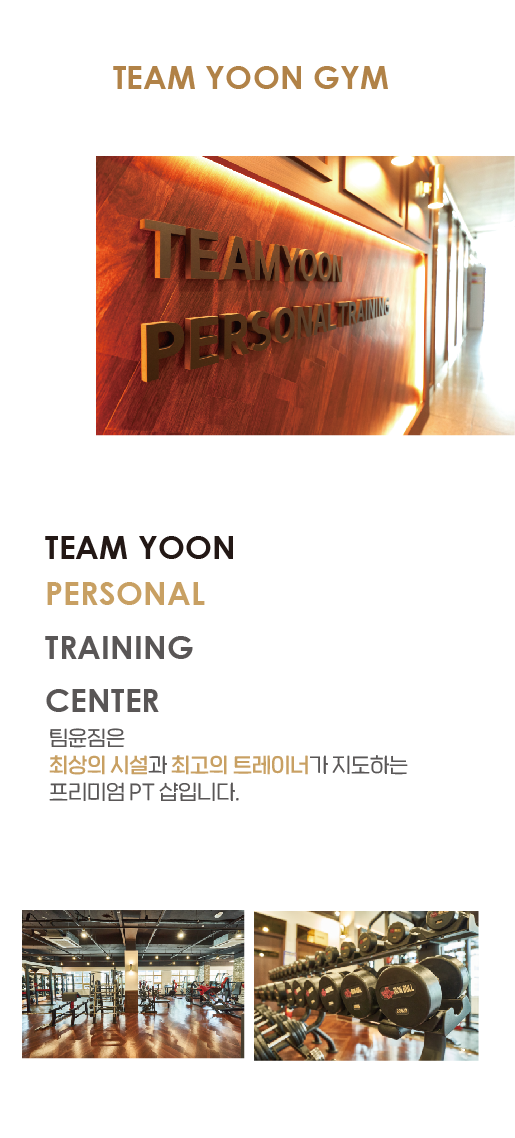 TEAM YOON GYM
TEAMYOON
PERSONAL TRAINING
TEAM YOON
PERSONAL
TRAINING
CENTER
팀윤짐은
최상의 시설과 최고의 트레이너가 지도하는
프리미엄 PT 샵입니다.